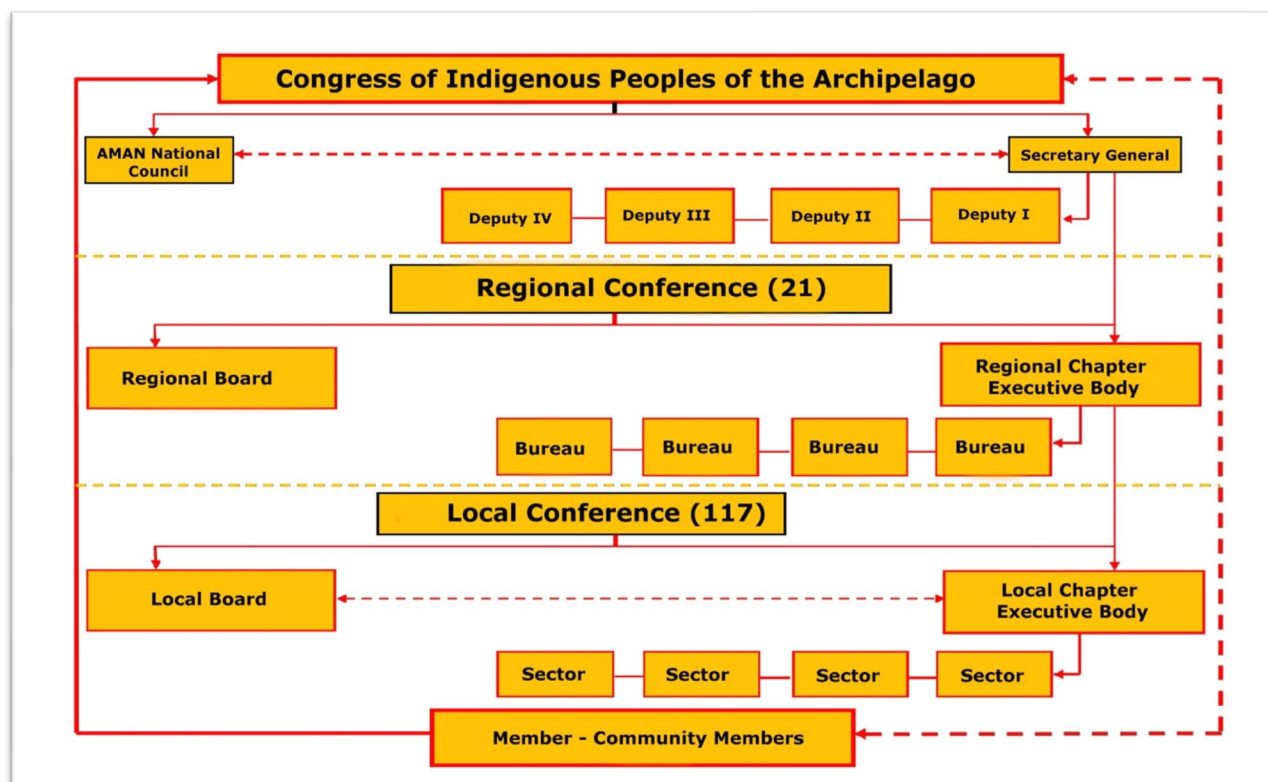 Congress of Indigenous Peoples of the Archipelago
AMAN National
Council
Secretary General
Deputy IV
Deputy III
Deputy II
Deputy I
Regional Conference (21)
Regional Board
Regional Chapter
Executive Body
Bureau
Bureau
Bureau
Bureau
Local Conference (117)
Local Board
Local Chapter
Executive Body
Sector
Sector
Sector
Sector
Member - Community Members